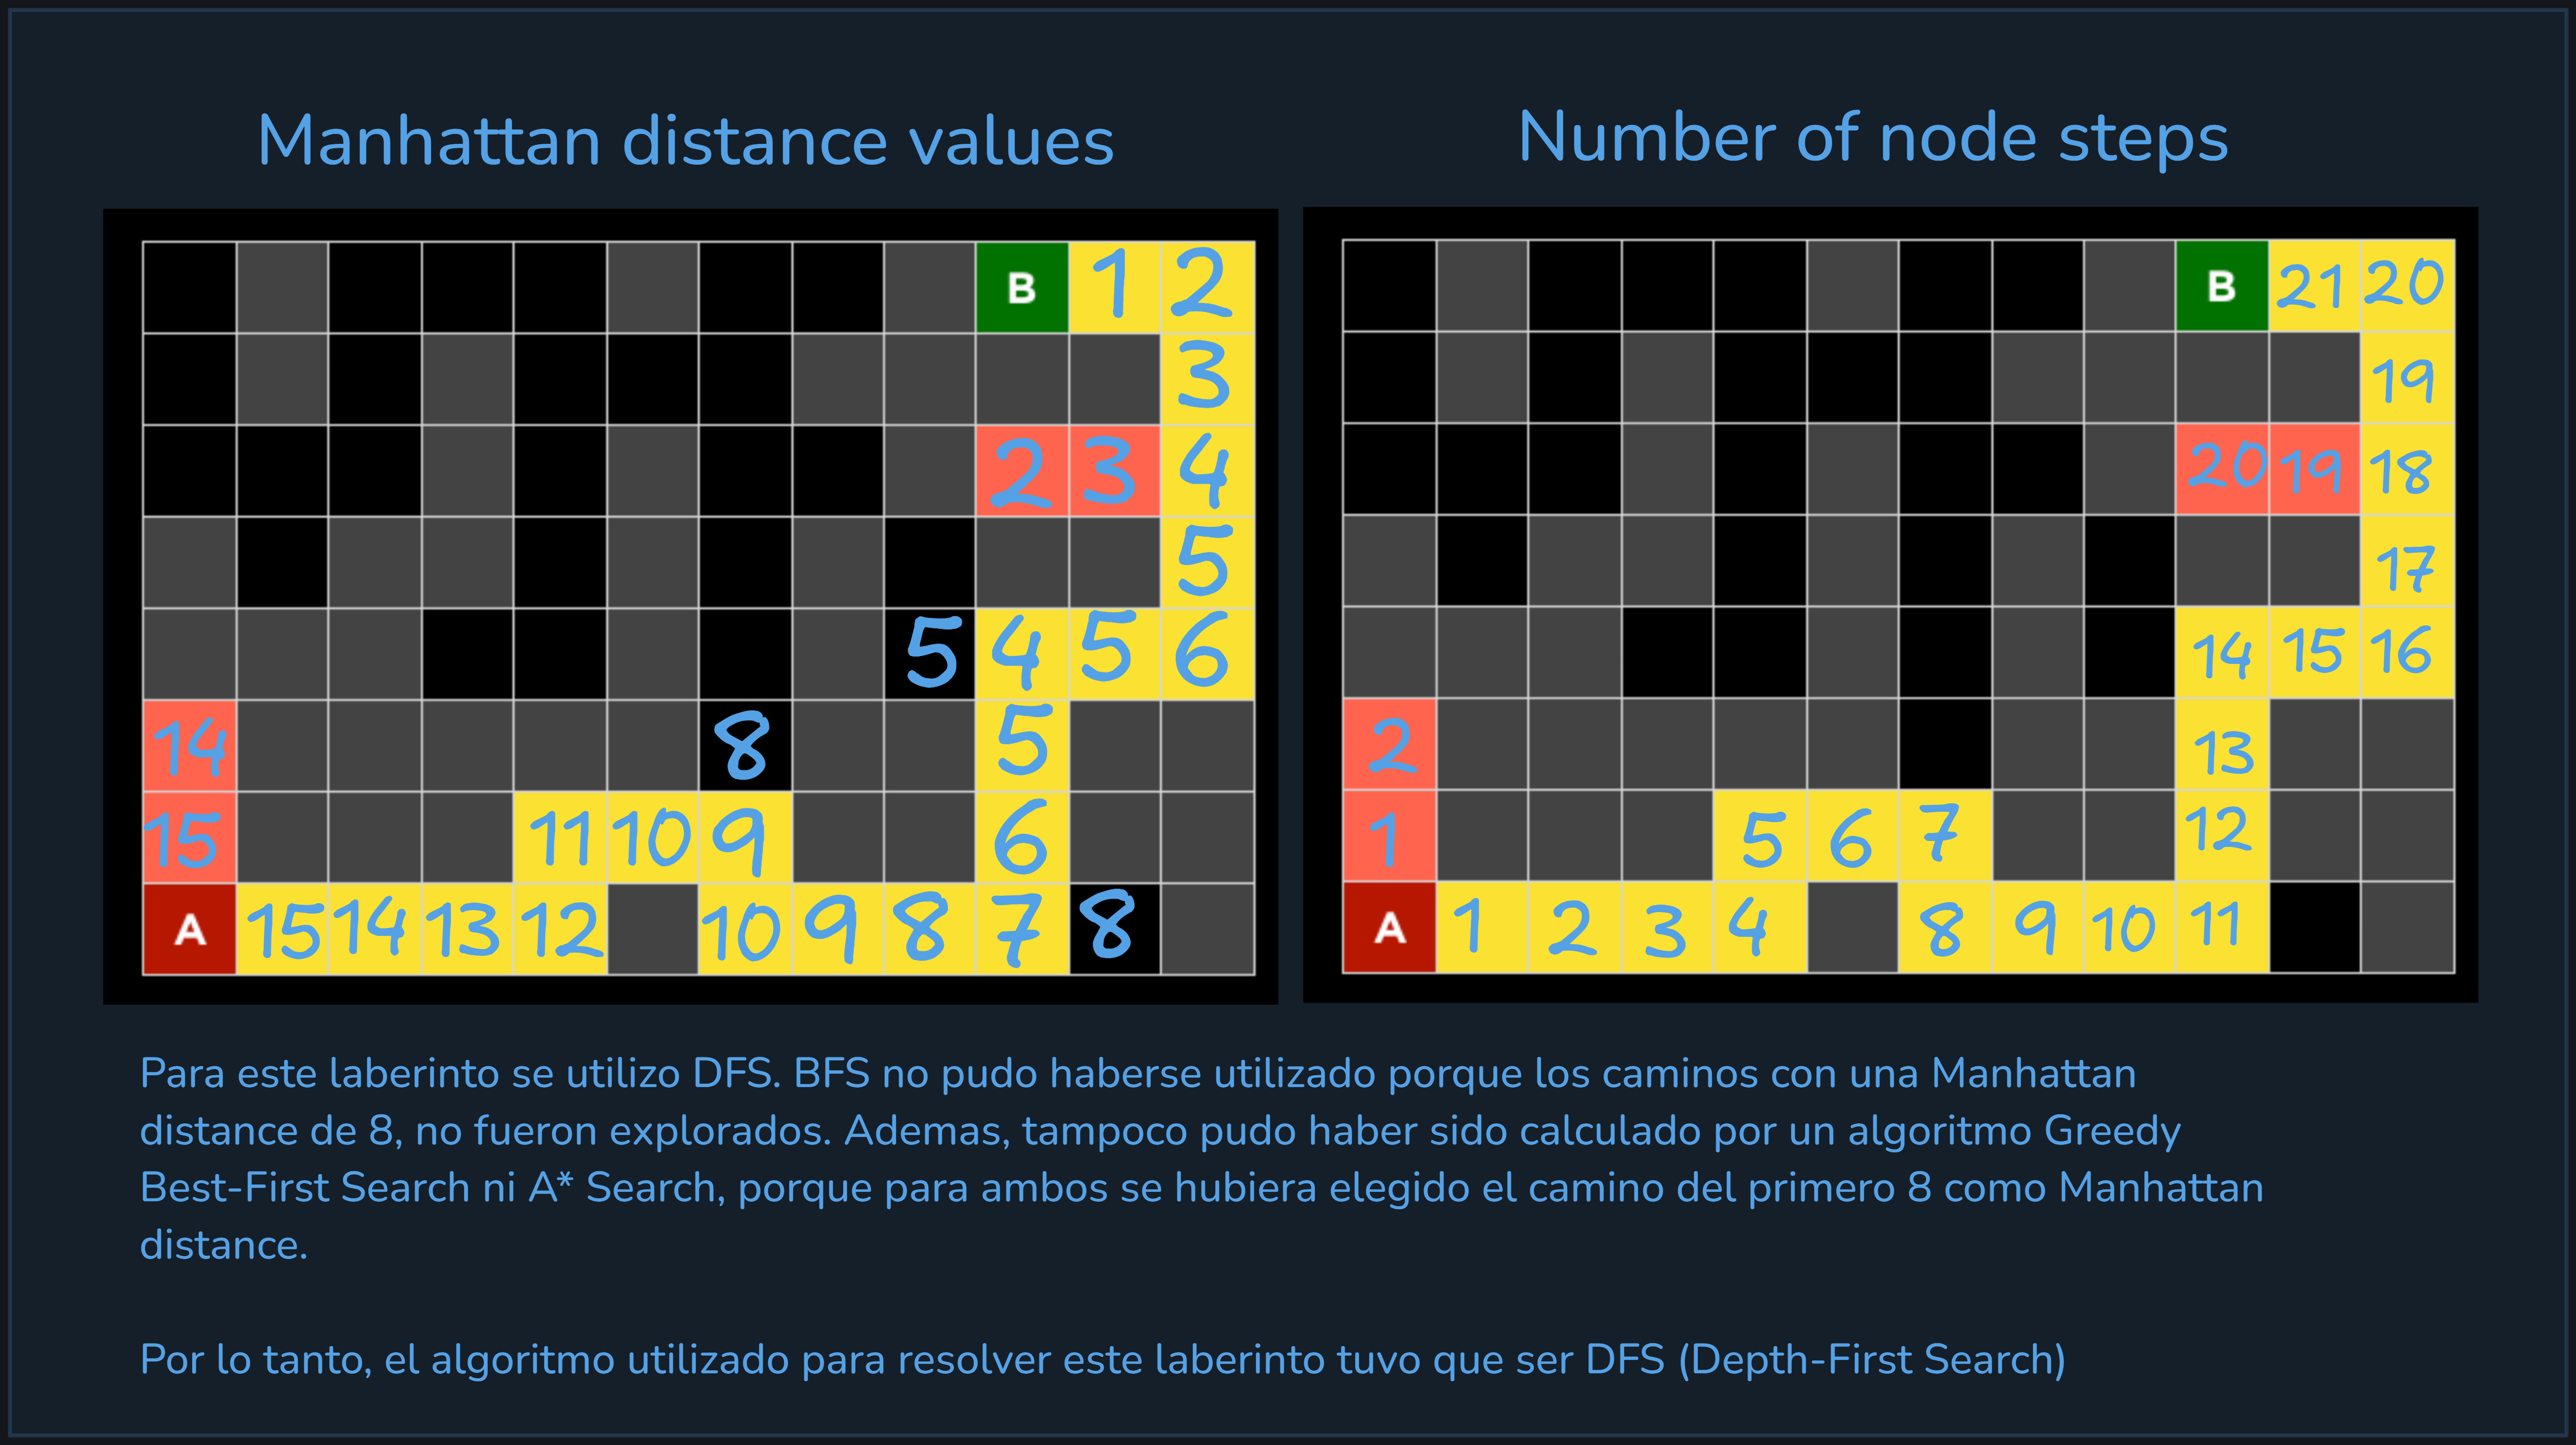 Manhattan distance values
Number of node steps
B 1 2
3
2 3 4
5
5 4 5 6
14 8 5
15 11 10 9 6
A 15 14 13 12 10 9 8 7 8
B 21 20
19
20 19 18
17
14 15 16
2 13
1 5 6 7 12
A 1 2 3 4 8 9 10 11
Para este laberinto se utilizo DFS. BFS no pudo haberse utilizado porque los caminos con una Manhattan
distance de 8, no fueron explorados. Ademas, tampoco pudo haber sido calculado por un algoritmo Greedy
Best-First Search ni A* Search, porque para ambos se hubiera elegido el camino del primero 8 como Manhattan
distance.
Por lo tanto, el algoritmo utilizado para resolver este laberinto tuvo que ser DFS (Depth-First Search)